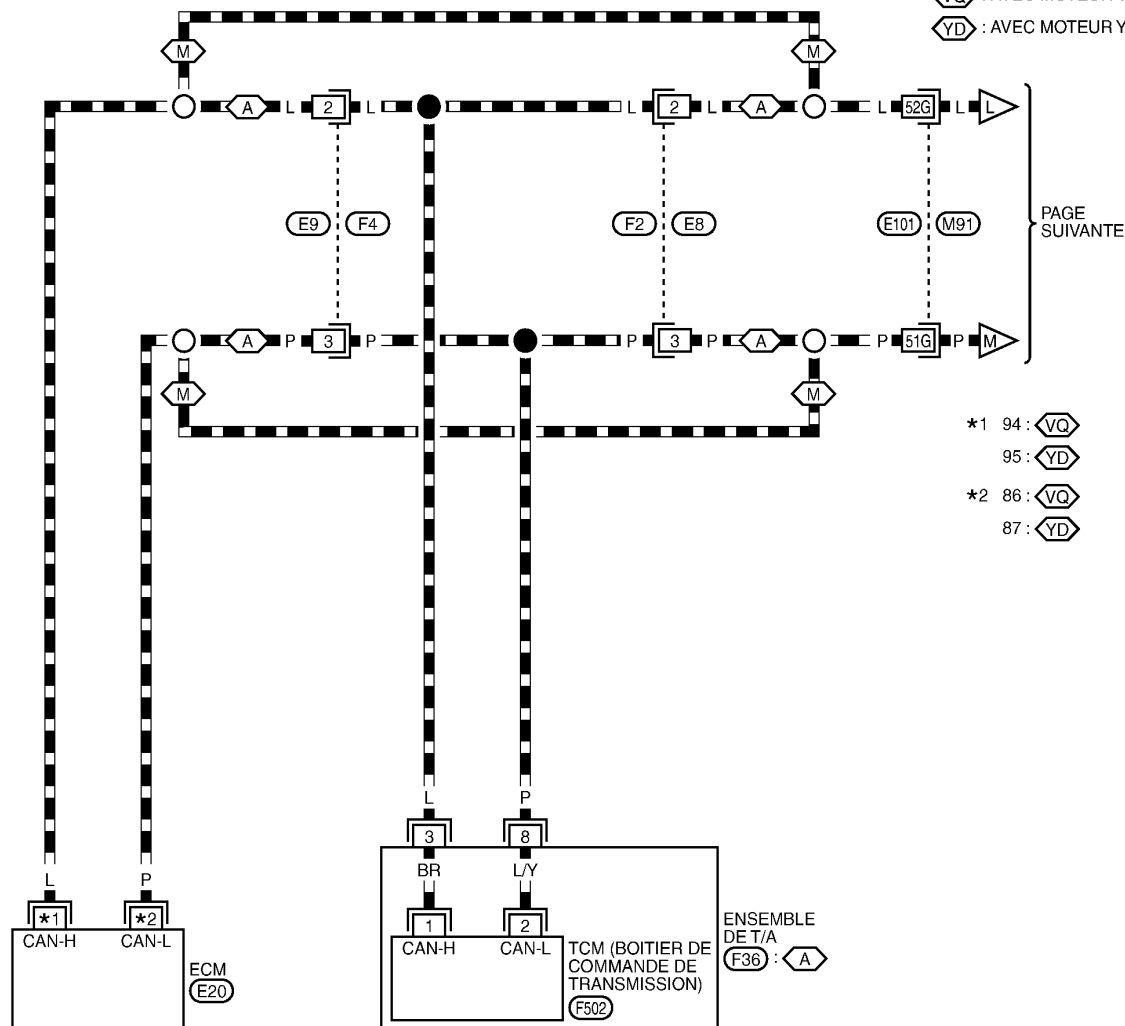 YD : AVEC MOTEUR Y
M M
A L 2 L L 2 L A L 52G L L
E9 F4 F2 E8 E101 M91
PAGE
SUIVANTE
A P 3 P P 3 P A P 51G P M
M M
*1 94 : VQ
95 : YD
*2 86 : VQ
87 : YD
L P
3 8
BR L/Y
L P
*1 *2
CAN-H CAN-L
ECM
E20
1 2
CAN-H CAN-L
TCM (BOITIER DE
COMMANDE DE
TRANSMISSION)
F502
ENSEMBLE
DE T/A
F36 : A